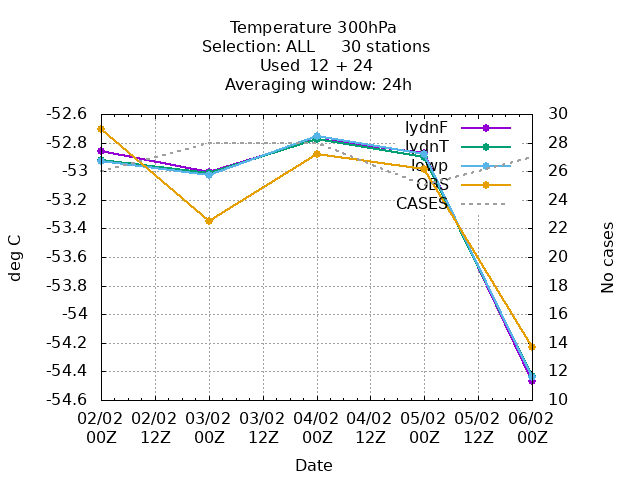 Temperature 300hPa
Selection: ALL 30 stations
Used 12 + 24
Averaging window: 24h
-52.6
-52.8
-53
-53.2
-53.4
-53.6
-53.8
-54
-54.2
-54.4
-54.6
deg C
lydnF
lydnT
lowp
OBS
CASES
30
28
26
24
22
20
18
16
14
12
10
No cases
02/02 02/02 03/02 03/02 04/02 04/02 05/02 05/02 06/02
00Z 12Z 00Z 12Z 00Z 12Z 00Z 12Z 00Z
Date